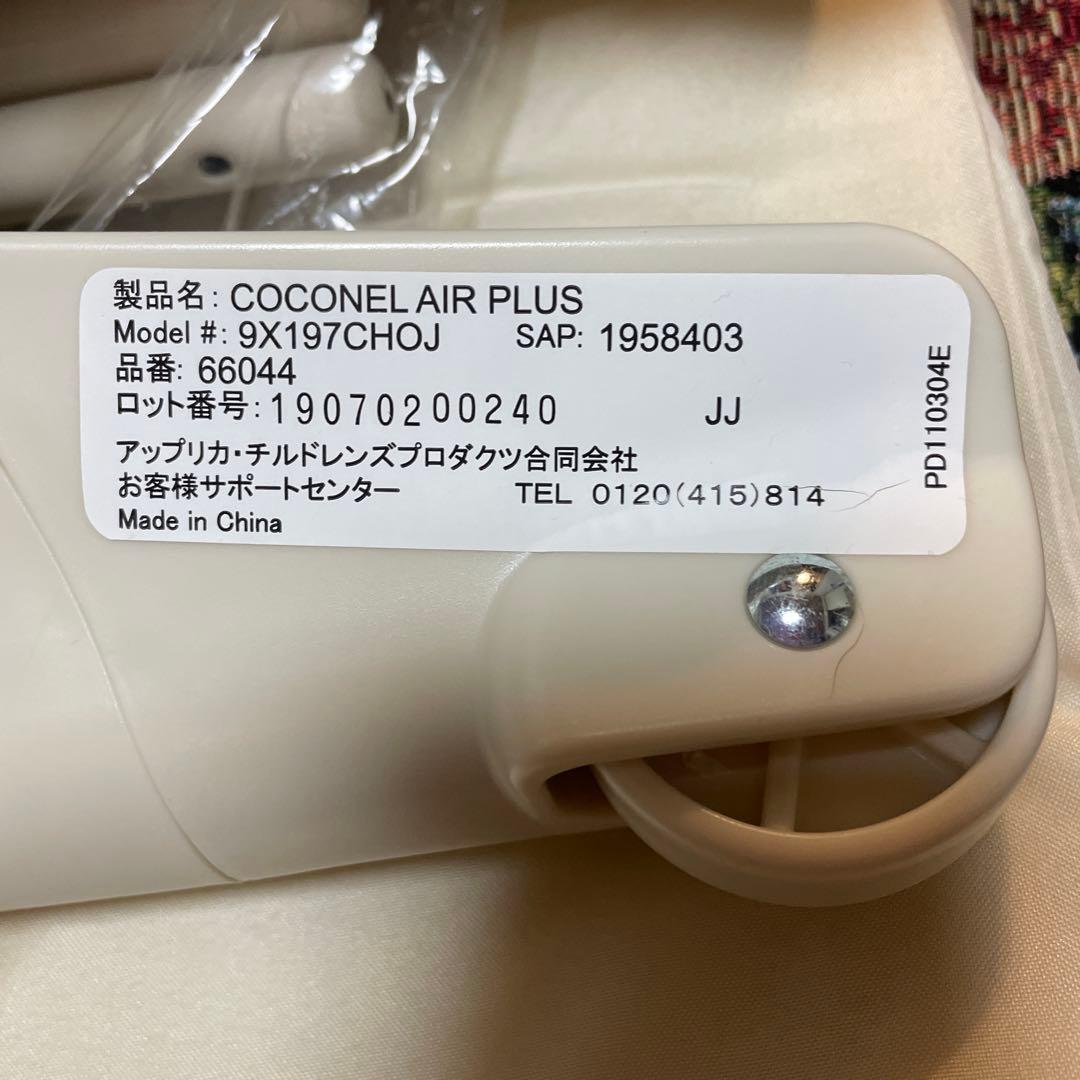 製品名: COCONEL AIR PLUS
Model #: 9X197CHOJ SAP: 1958403
品番: 66044
ロット番号: 19070200240 JJ
アップリカ・チルドレンズプロダクツ合同会社
お客様サポートセンター TEL 0120(415)814
Made in China
PD110304E